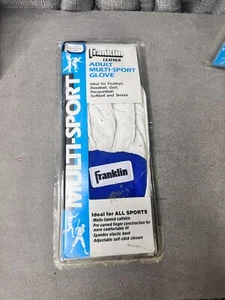 Franklin
LEATHER
ADULT
MULTI-SPORT
GLOVE
Ideal for Football,
Baseball, Golf,
Racquetball,
Softball and Tennis
MULTI-SPORT
Franklin
Ideal for ALL SPORTS
• Mello-tanned calfskin
• Pre-curved finger construction for
more comfortable fit
• Spandex elastic back
• Adjustable self-stick closure